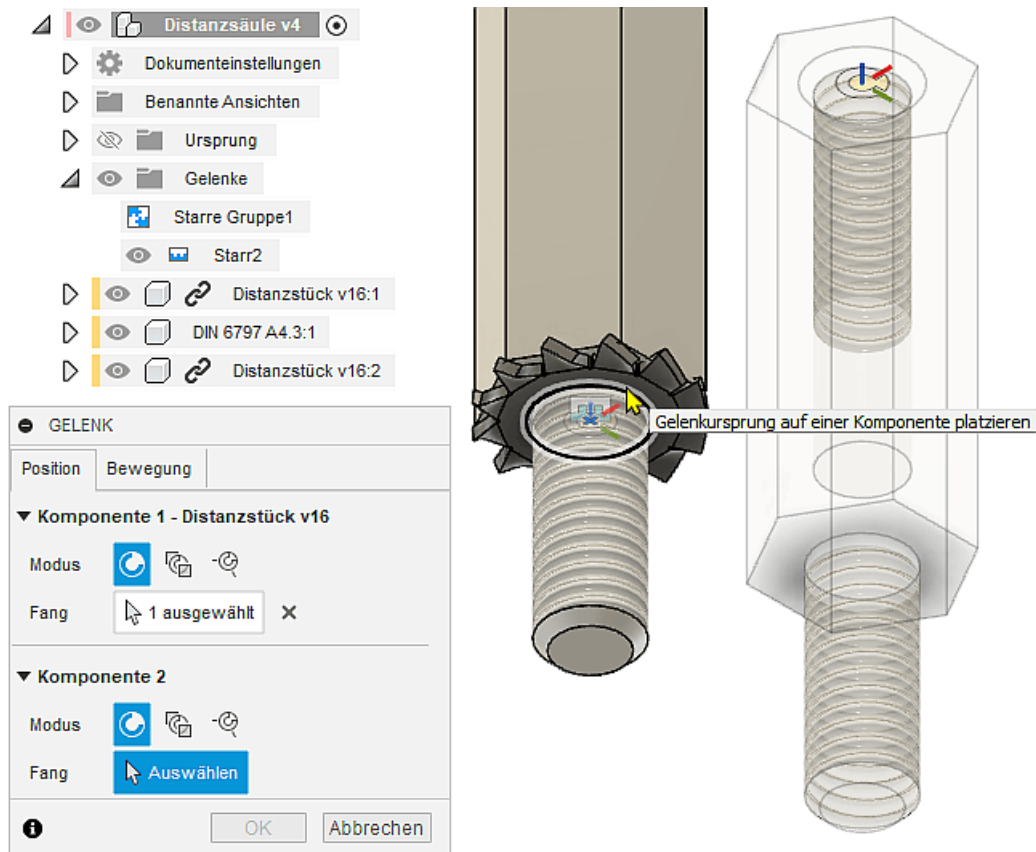 Distanzsäule v4
Dokumenteinstellungen
Benannte Ansichten
Ursprung
Gelenke
Starre Gruppe1
Starr2
Distanzstück v16:1
DIN 6797 A4.3:1
Distanzstück v16:2
GELENK
Position Bewegung
Komponente 1 - Distanzstück v16
Modus
Fang 1 ausgewählt
Komponente 2
Modus
Fang Auswählen
OK Abbrechen
Gelenkursprung auf einer Komponente platzieren